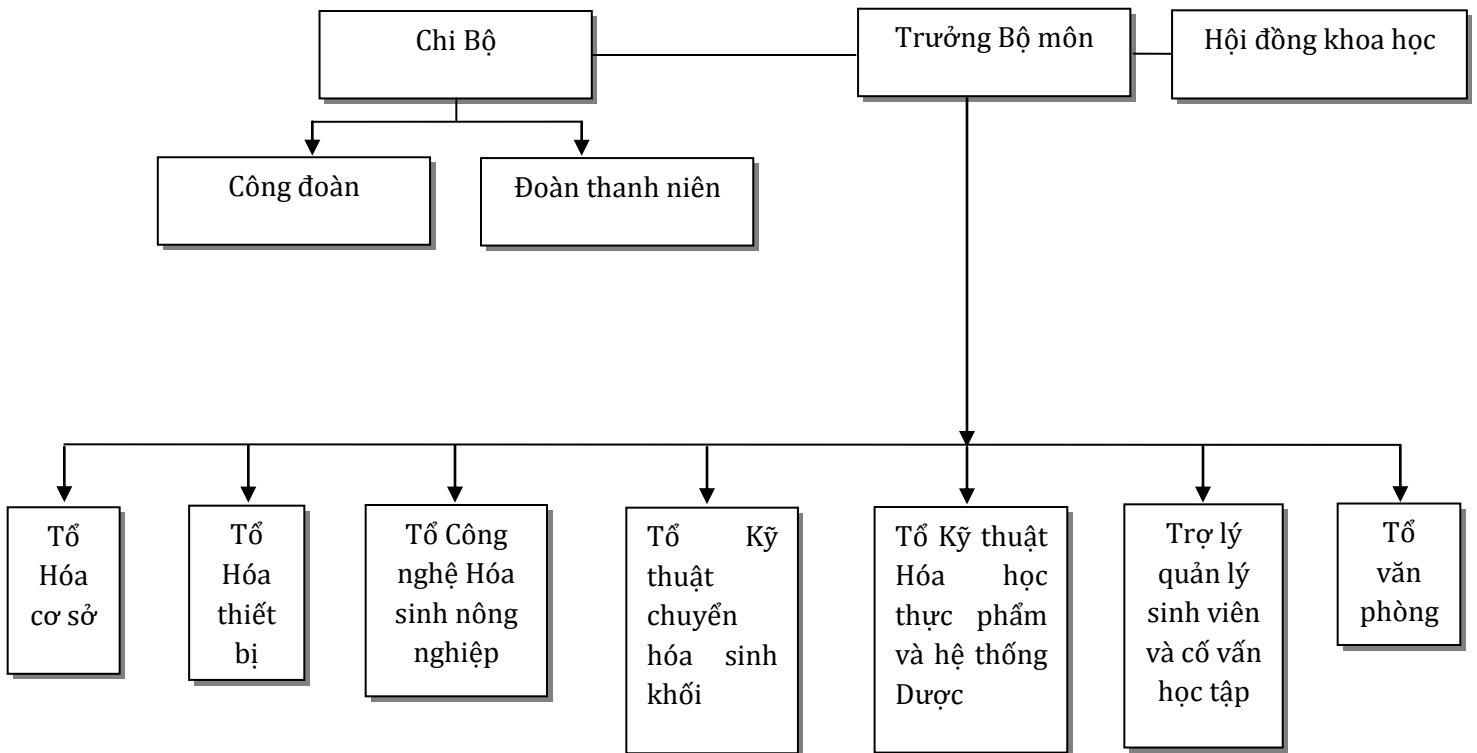 Chi Bộ
Trưởng Bộ môn
Hội đồng khoa học
Công đoàn
Đoàn thanh niên
Tổ
Hóa
cơ sở
Tổ
Hóa
thiết
bị
Tổ Công
nghệ Hóa
sinh nông
nghiệp
Tổ Kỹ
thuật
chuyển
hóa sinh
khối
Tổ Kỹ thuật
Hóa học
thực phẩm
và hệ thống
Dược
Trợ lý
quản lý
sinh viên
và cố vấn
học tập
Tổ
văn
phòng